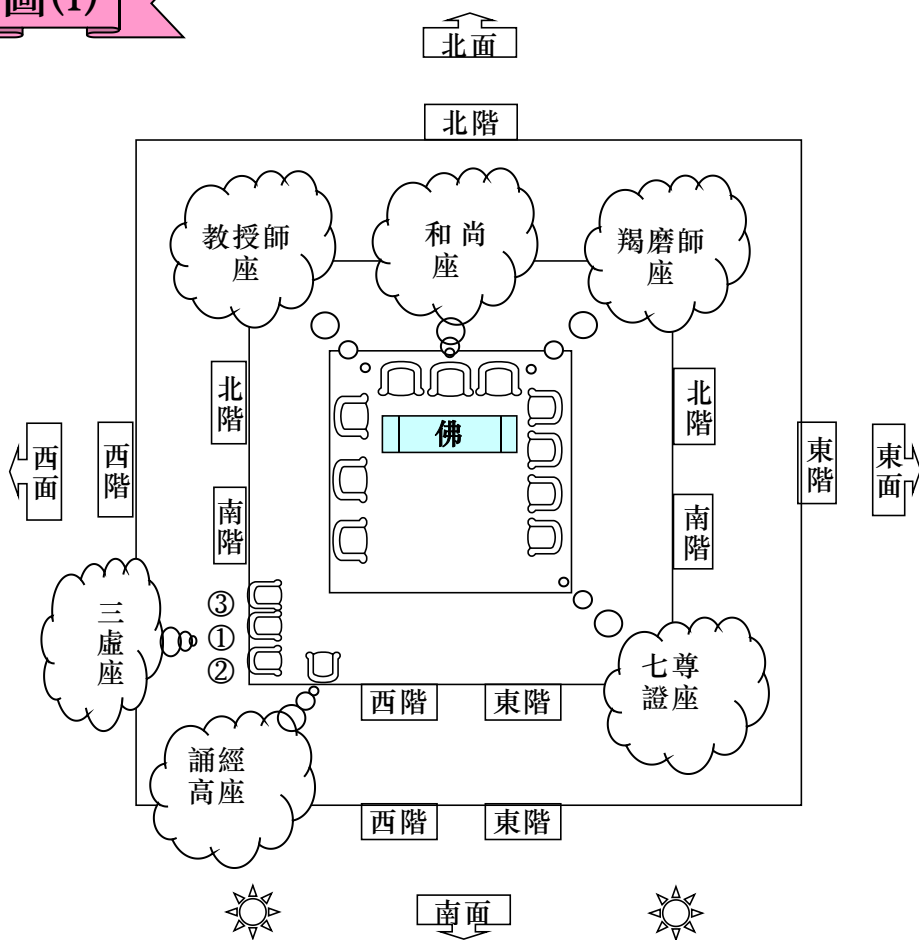 圖(1)
北面
北階
教授師
座
和尚
座
羯磨師
座
北階
北階
佛
西面
西階
東階
東面
南階
南階
三虛座
③
①
②
七尊
證座
西階
東階
誦經
高座
西階
東階
南面